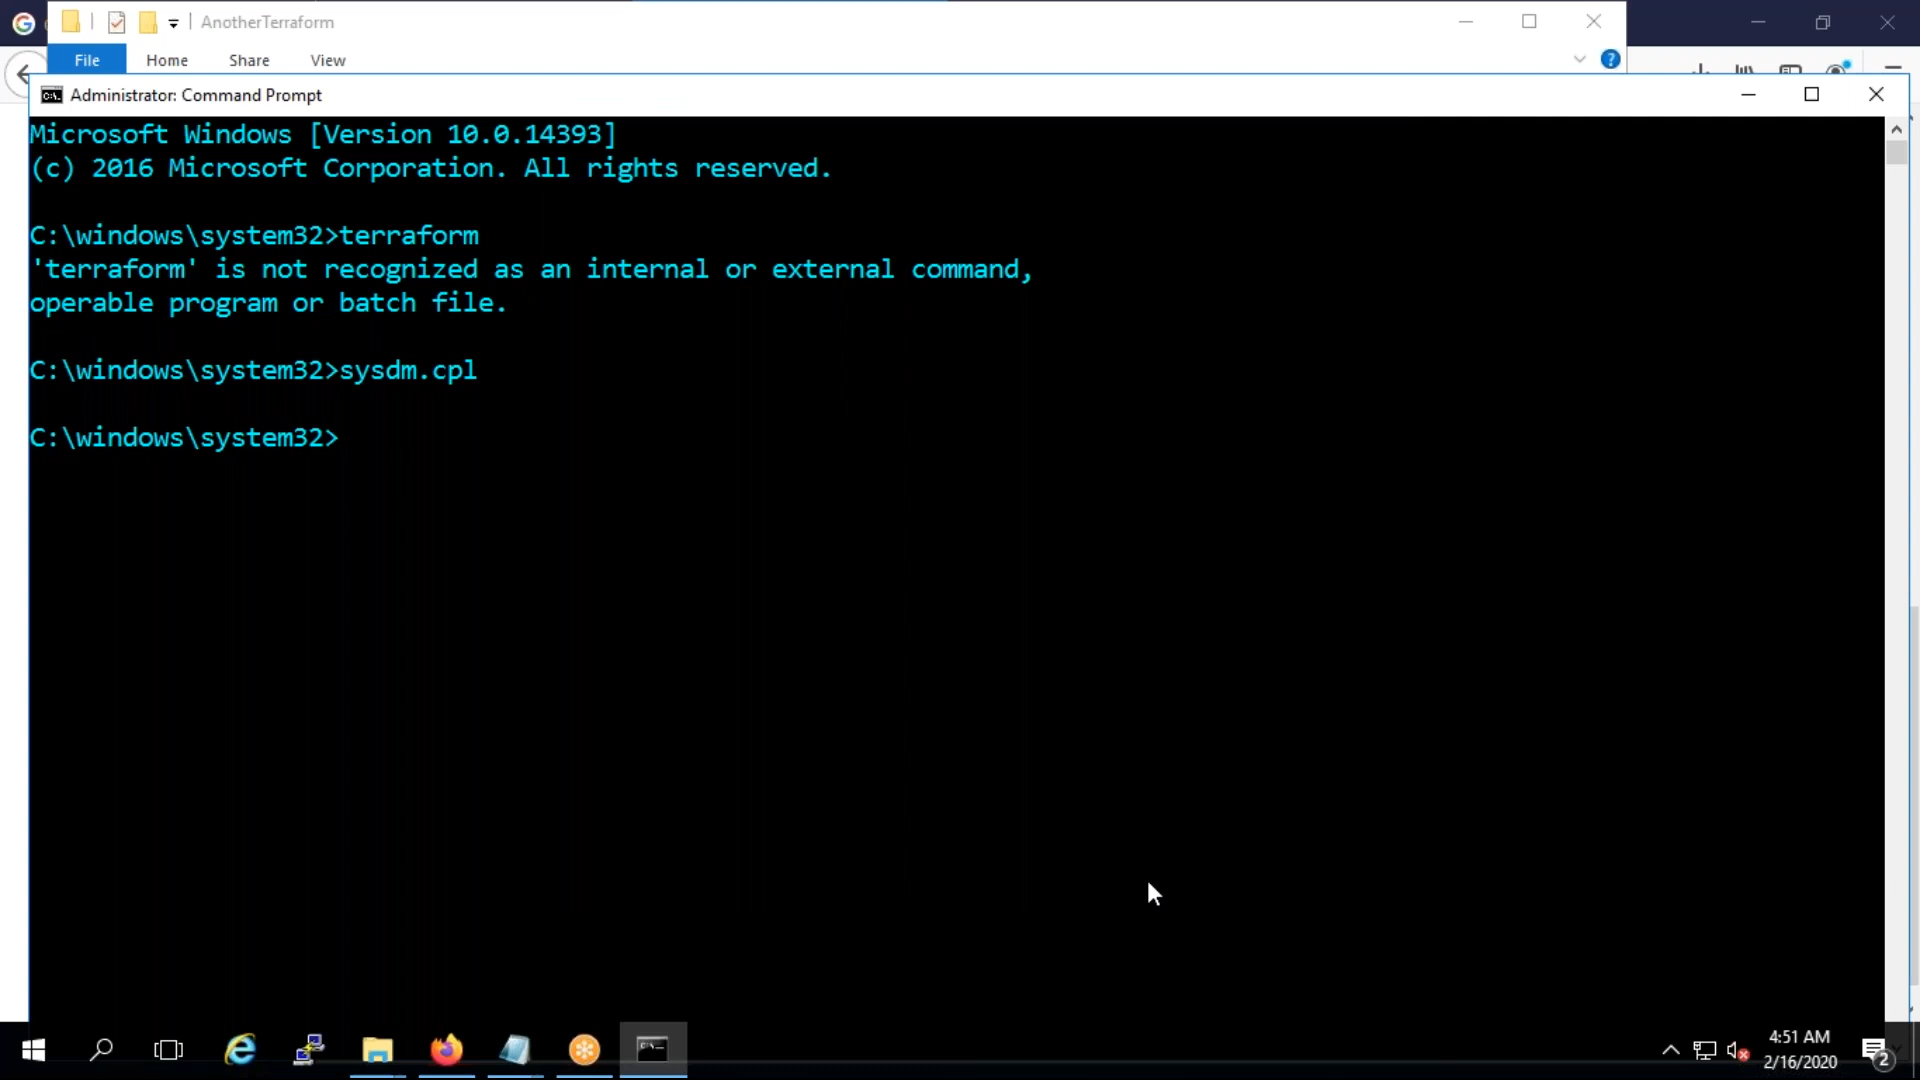 AnotherTerraform
File Home Share View
Administrator: Command Prompt
Microsoft Windows [Version 10.0.14393]
(c) 2016 Microsoft Corporation. All rights reserved.
C:\windows\system32>terraform
'terraform' is not recognized as an internal or external command,
operable program or batch file.
C:\windows\system32>sysdm.cpl
C:\windows\system32>
4:51 AM
2/16/2020
2